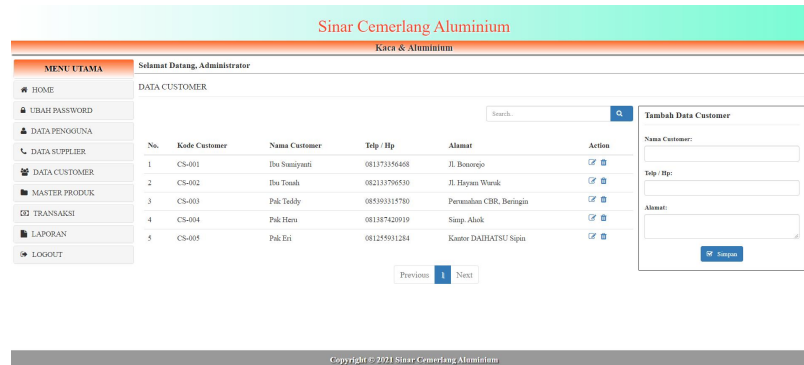 Sinar Cemerlang Aluminium
Kaca & Aluminium
MENU UTAMA
HOME
UBAH PASSWORD
DATA PENGGUNA
DATA SUPPLIER
DATA CUSTOMER
MASTER PRODUK
TRANSAKSI
LAPORAN
LOGOUT
Selamat Datang, Administrator
DATA CUSTOMER
Search..
No. Kode Customer Nama Customer Telp / Hp Alamat Action
1 CS-001 Ibu Sumiyanti 081373356468 Jl. Bonorejo
2 CS-002 Ibu Tonah 082133796530 Jl. Hayam Wuruk
3 CS-003 Pak Teddy 085393315780 Perumahan CBR, Beringin
4 CS-004 Pak Heru 081387420919 Simp. Ahok
5 CS-005 Pak Eri 081255931284 Kantor DAIHATSU Sipin
Previous 1 Next
Tambah Data Customer
Nama Customer:
Telp / Hp:
Alamat:
Simpan
Copyright © 2021 Sinar Cemerlang Aluminium